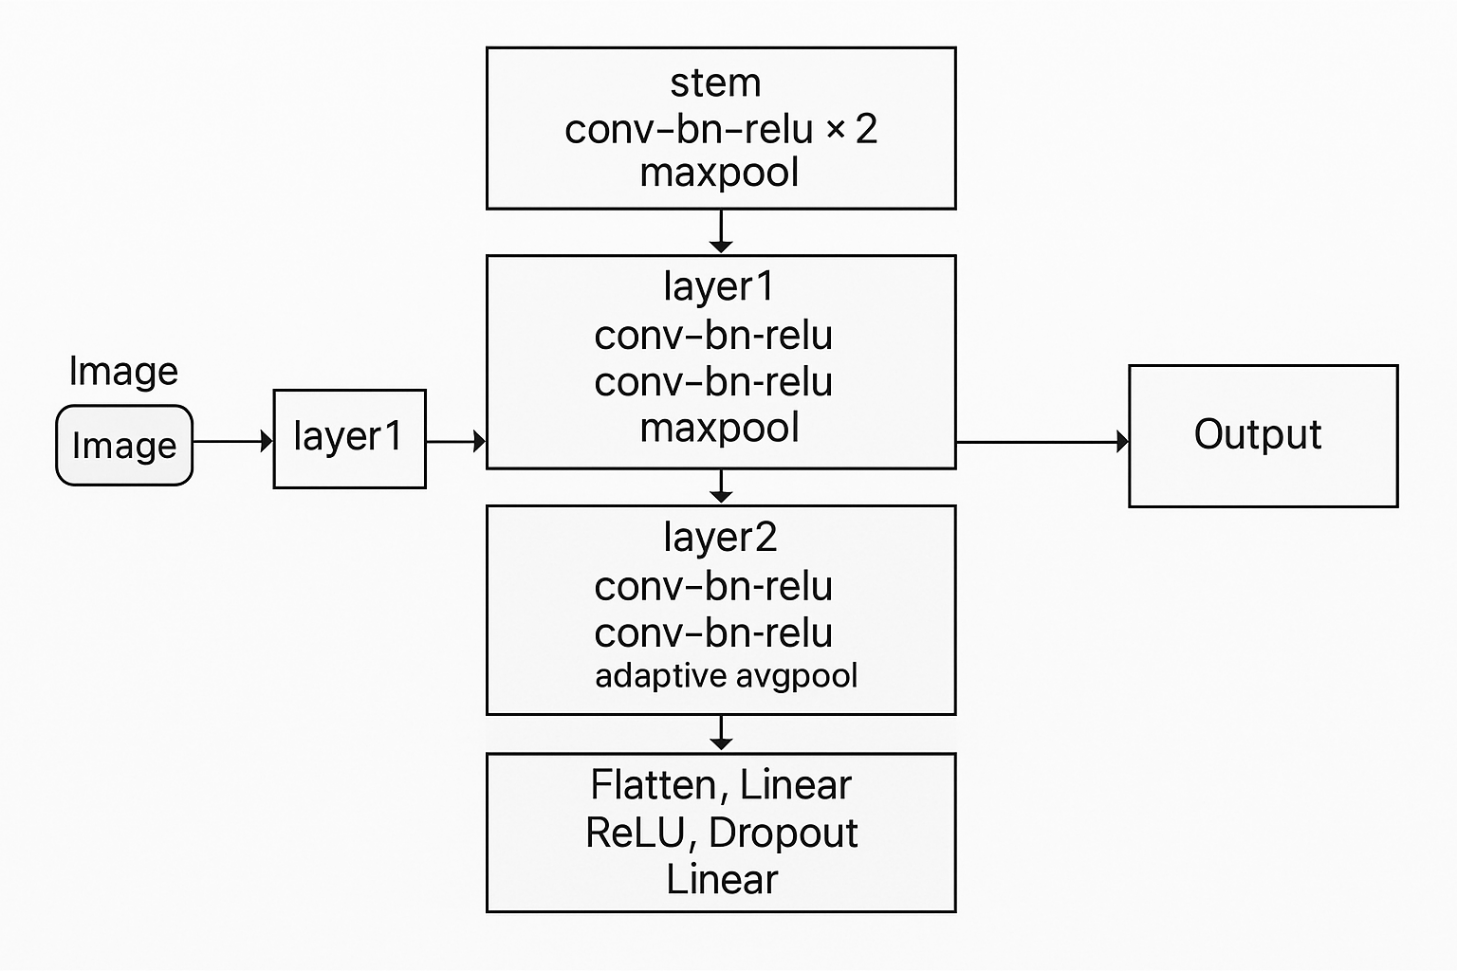 stem
conv–bn–relu × 2
maxpool
layer1
conv–bn-relu
conv–bn-relu
maxpool
Image
Image
layer1
Output
layer2
conv–bn-relu
conv–bn-relu
adaptive avgpool
Flatten, Linear
ReLU, Dropout
Linear